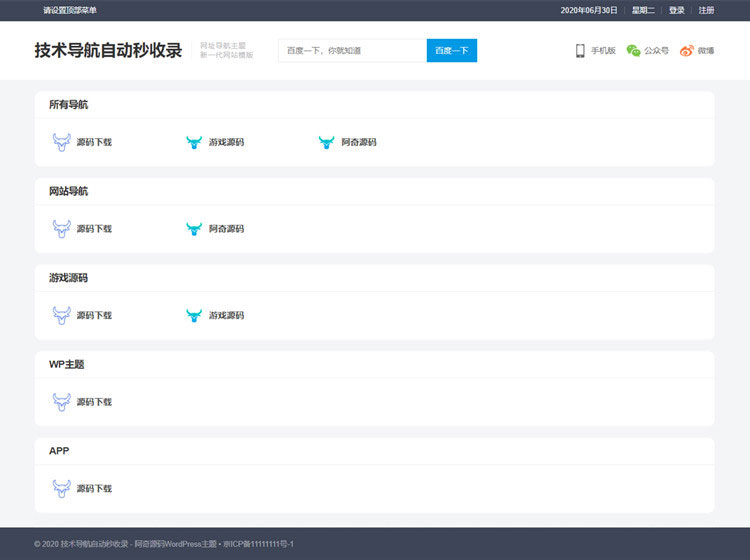 请设置顶部菜单
2020年06月30日 | 星期二 | 登录 | 注册
技术导航自动秒收录
网址导航主题
新一代网站模板
百度一下，你就知道
百度一下
手机版
公众号
微博
所有导航
源码下载
游戏源码
阿奇源码
网站导航
源码下载
阿奇源码
游戏源码
源码下载
游戏源码
WP主题
源码下载
APP
源码下载
© 2020 技术导航自动秒收录 - 阿奇源码WordPress主题 • 京ICP备11111111号-1